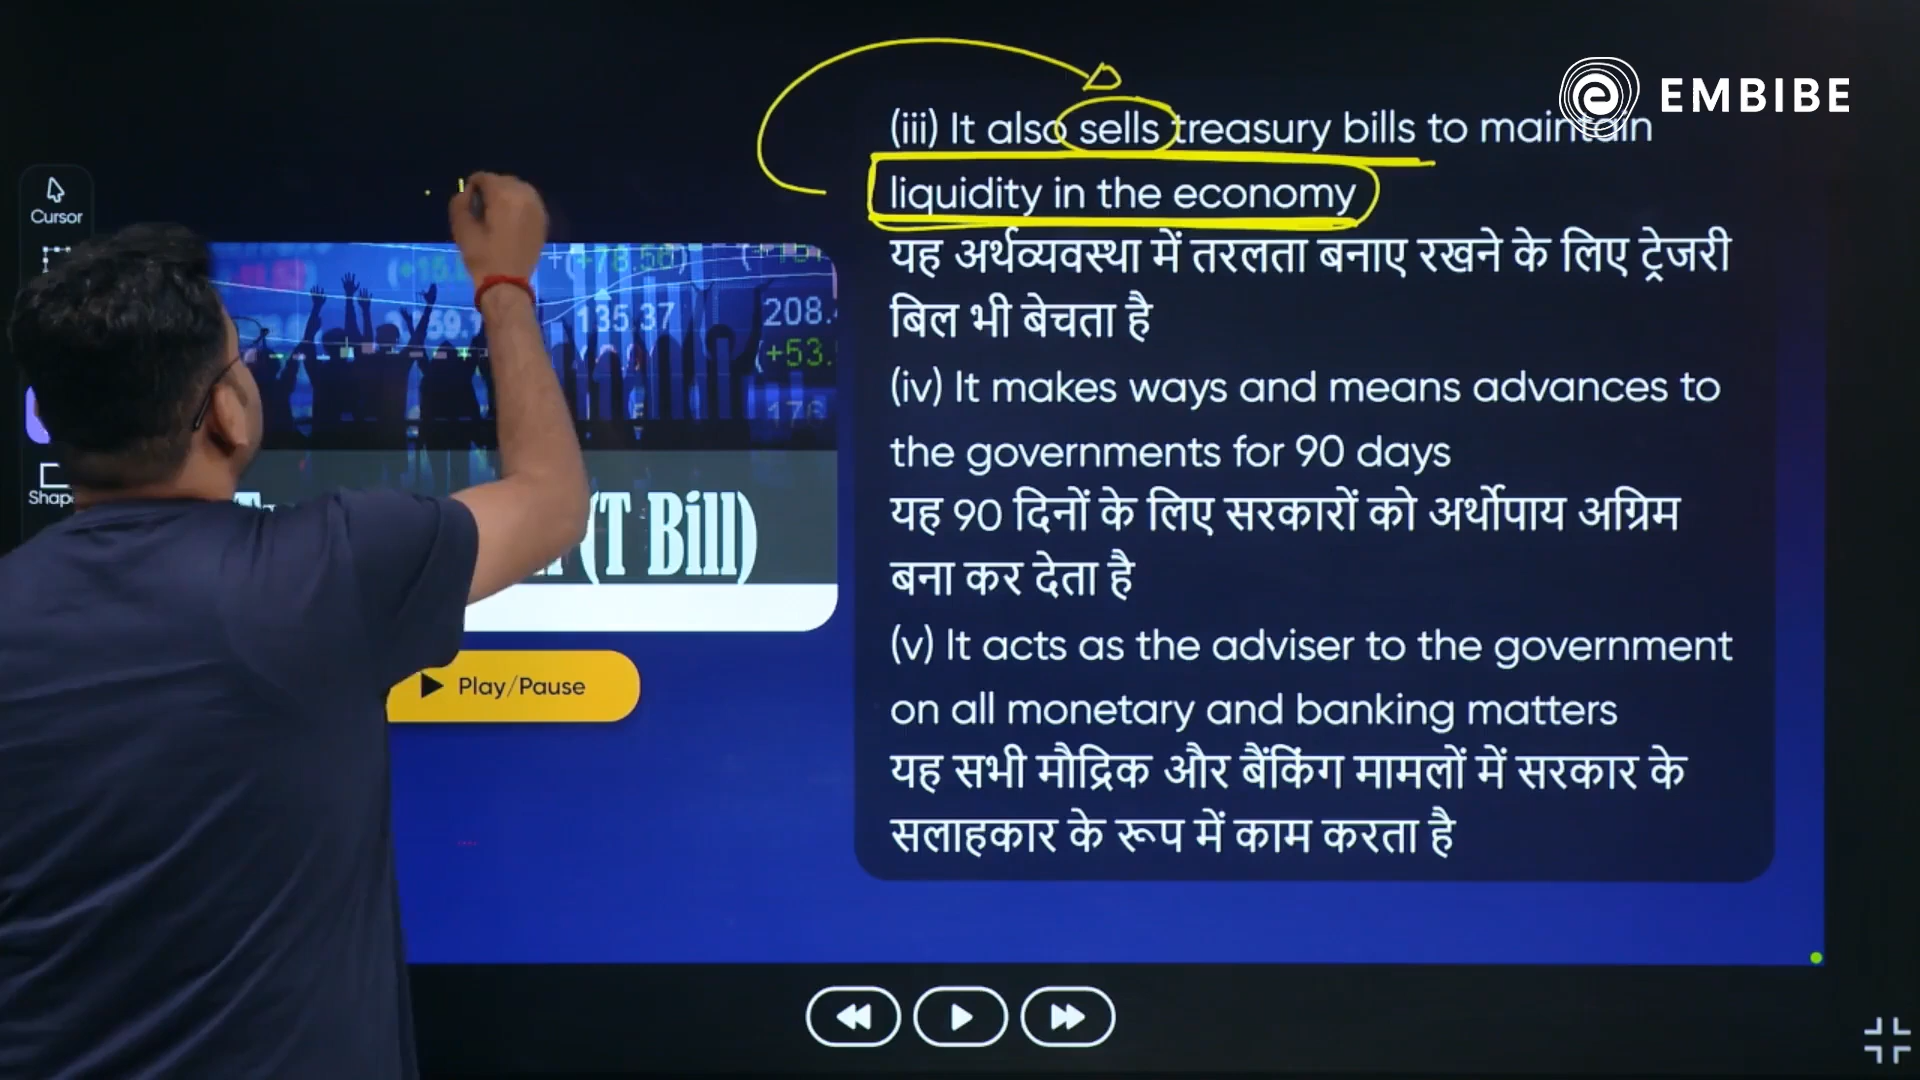 EMBIBE
(iii) It also sells treasury bills to maintain
liquidity in the economy
यह अर्थव्यवस्था में तरलता बनाए रखने के लिए ट्रेजरी
बिल भी बेचता है
(iv) It makes ways and means advances to
the governments for 90 days
यह 90 दिनों के लिए सरकारों को अर्थोपाय अग्रिम
बना कर देता है
(v) It acts as the adviser to the government
on all monetary and banking matters
यह सभी मौद्रिक और बैंकिंग मामलों में सरकार के
सलाहकार के रूप में काम करता है
Cursor
135.37
208.
(+53.
176
(T Bill)
Play/Pause